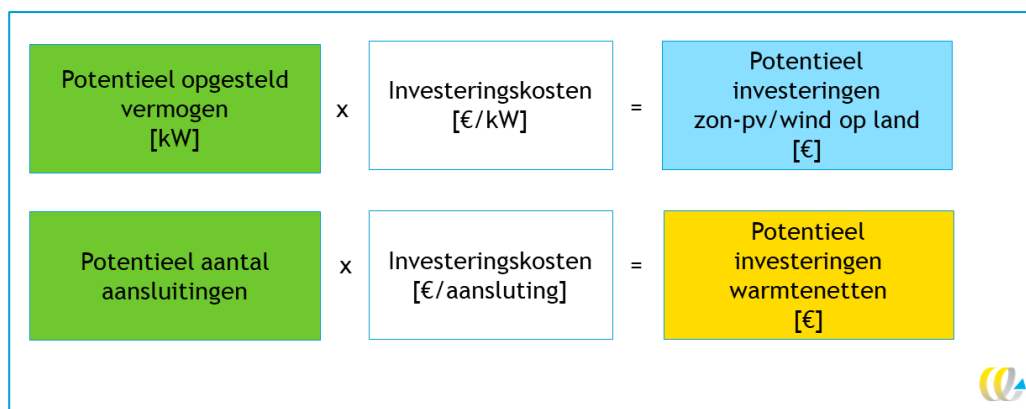 Potentieel opgesteld
vermogen
[kW]
x
Investeringskosten
[€/kW]
=
Potentieel
investeringen
zon-pv/wind op land
[€]
Potentieel aantal
aansluitingen
x
Investeringskosten
[€/aansluting]
=
Potentieel
investeringen
warmtenetten
[€]